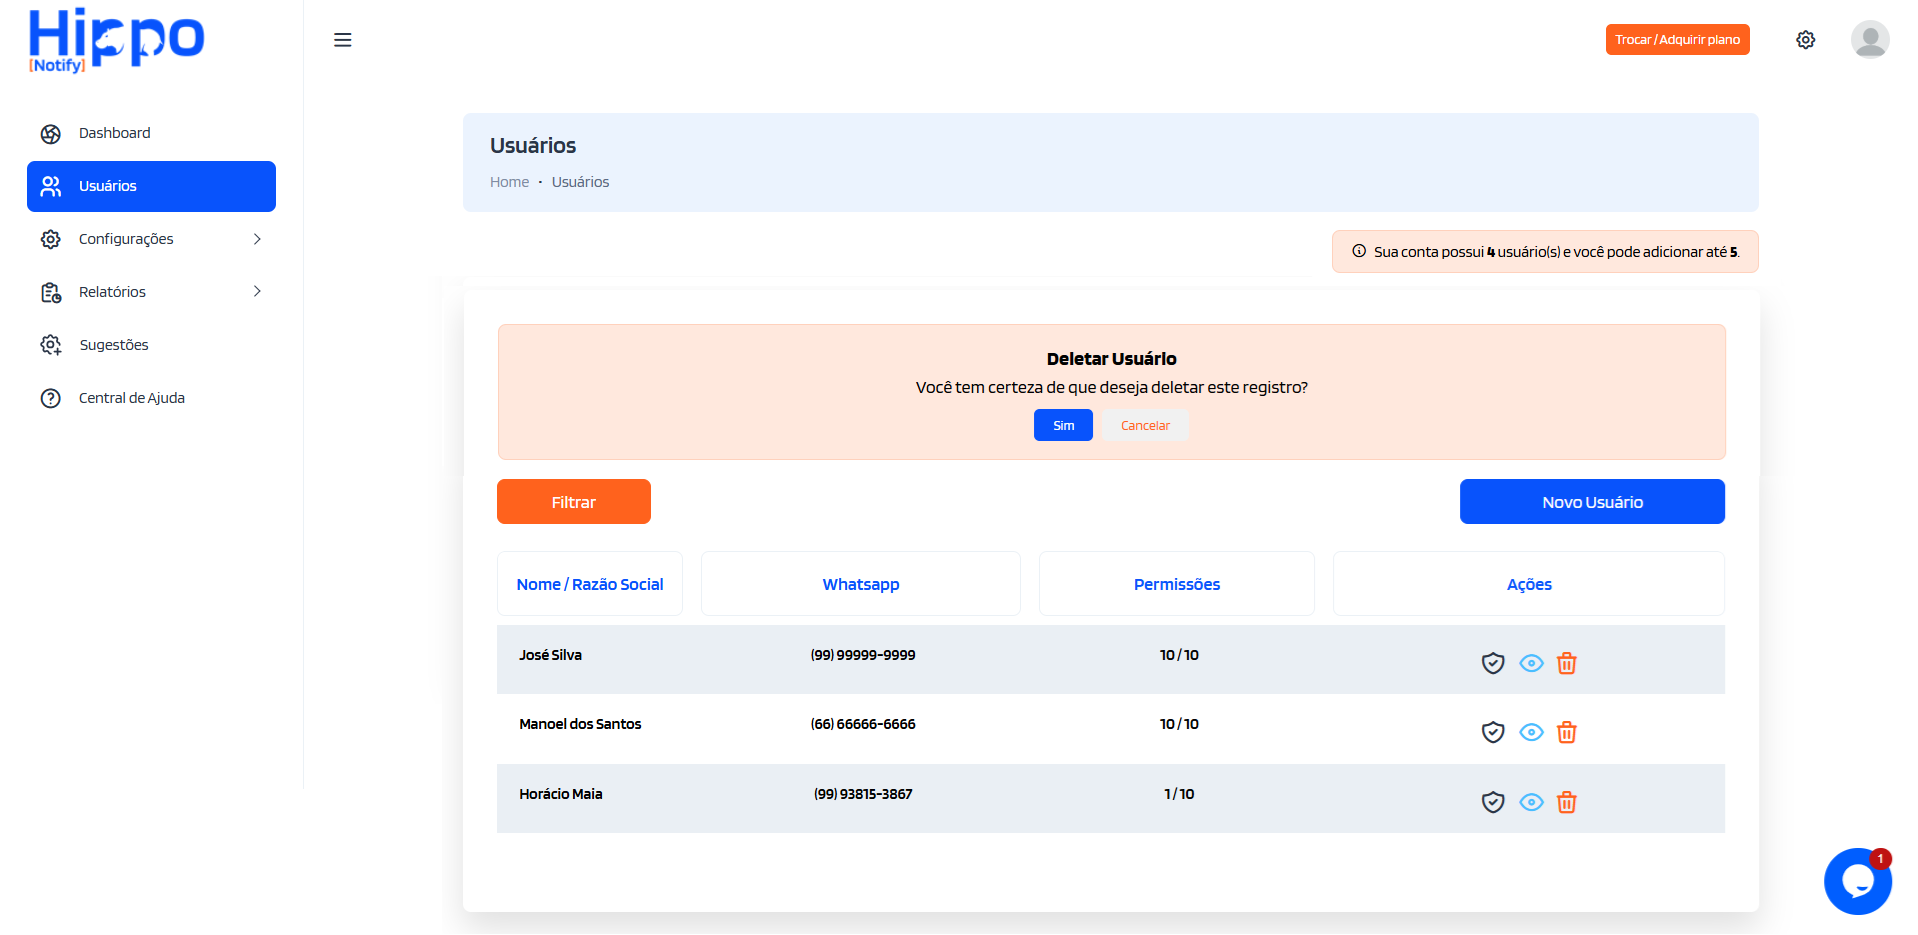 Hippo
[Notify]
Trocar / Adquirir plano
Dashboard
Usuários
Configurações
Relatórios
Sugestões
Central de Ajuda
Usuários
Home • Usuários
Sua conta possui 4 usuário(s) e você pode adicionar até 5.
Deletar Usuário
Você tem certeza de que deseja deletar este registro?
Sim Cancelar
Filtrar Novo Usuário
Nome / Razão Social Whatsapp Permissões Ações
José Silva (99) 99999-9999 10 / 10
Manoel dos Santos (66) 66666-6666 10 / 10
Horácio Maia (99) 93815-3867 1 / 10
1